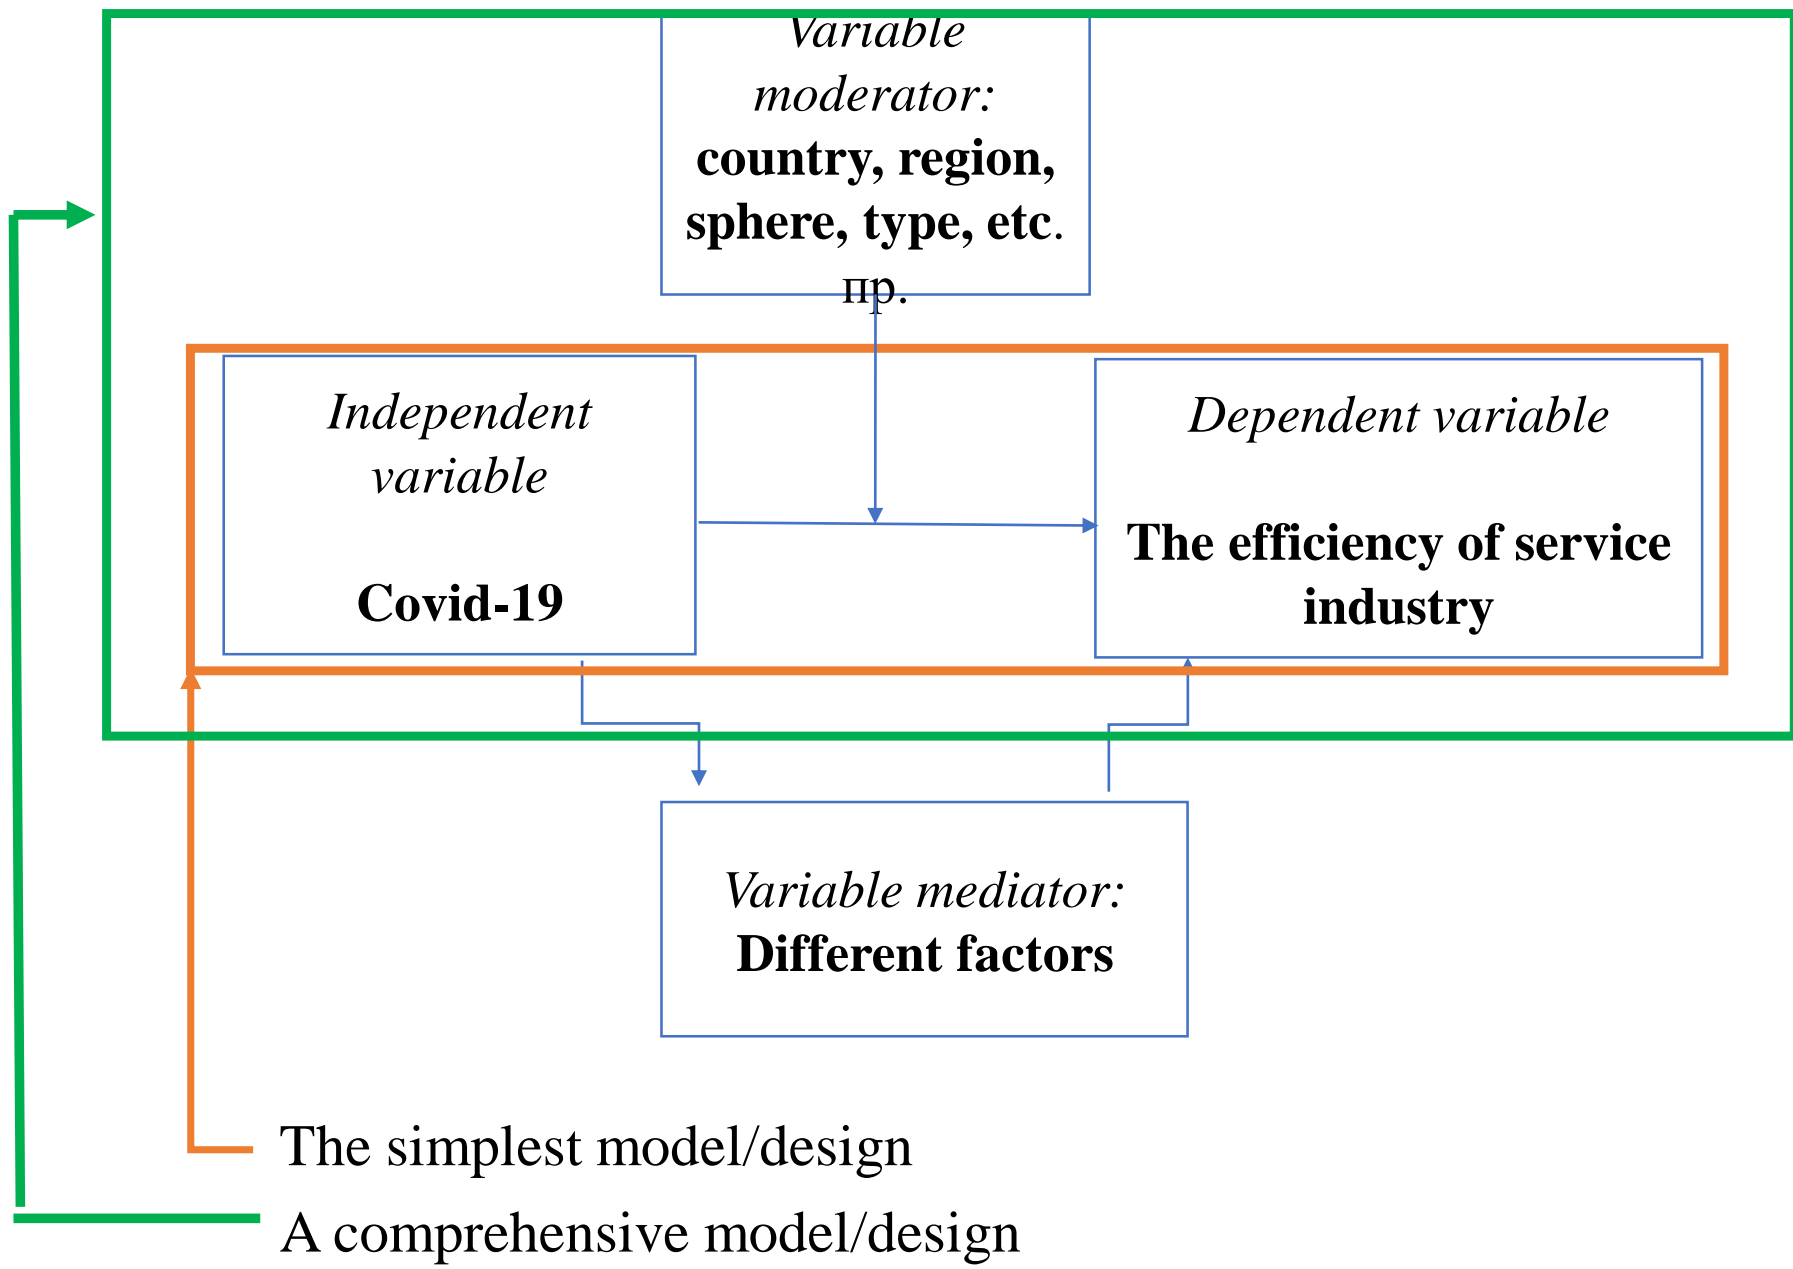 Variable
moderator:
country, region,
sphere, type, etc.
пр.
Independent
variable
Covid-19
Dependent variable
The efficiency of service
industry
Variable mediator:
Different factors
The simplest model/design
A comprehensive model/design